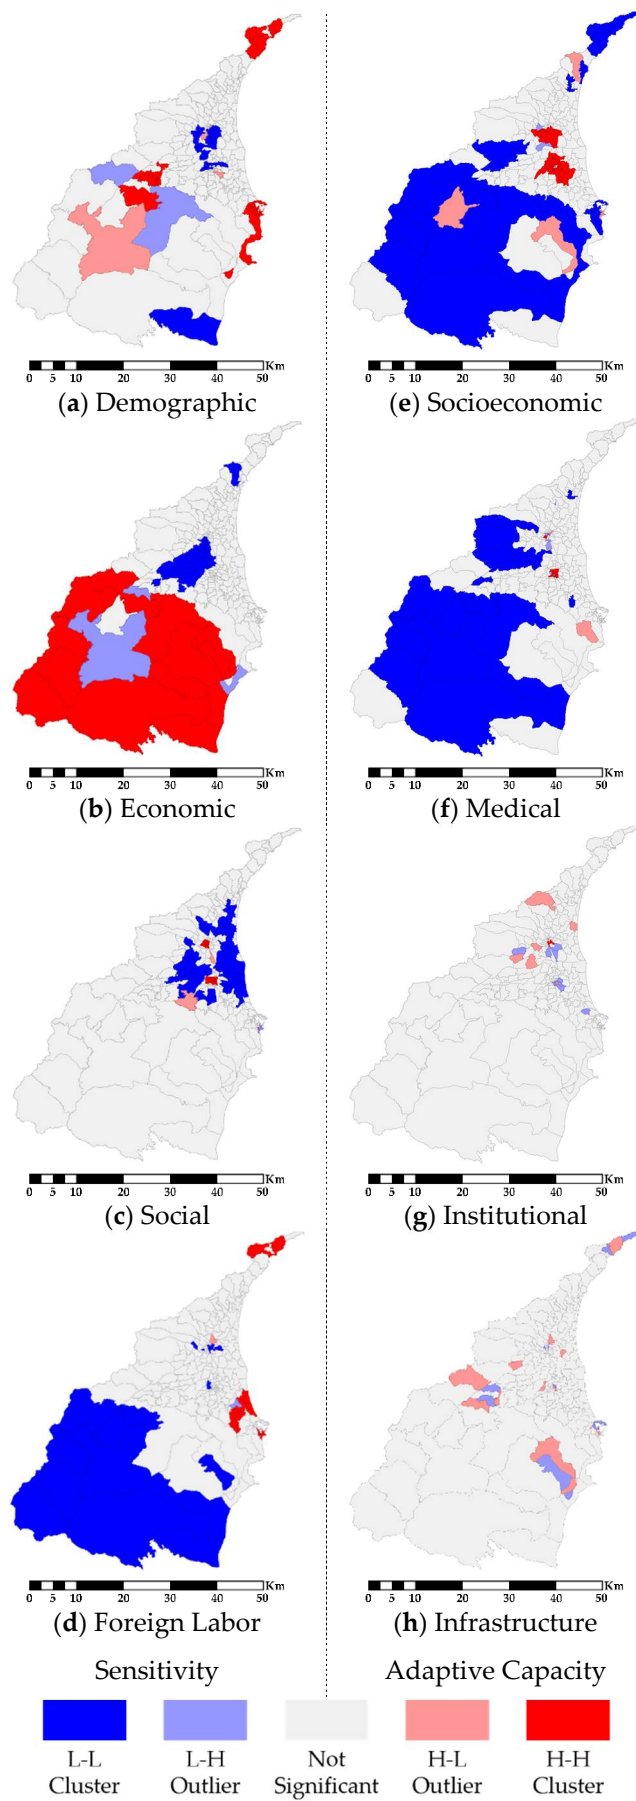 Km Km
0 5 10 20 30 40 50 0 5 10 20 30 40 50
(a) Demographic (e) Socioeconomic
Km Km
0 5 10 20 30 40 50 0 5 10 20 30 40 50
(b) Economic (f) Medical
Km Km
0 5 10 20 30 40 50 0 5 10 20 30 40 50
(c) Social (g) Institutional
Km Km
0 5 10 20 30 40 50 0 5 10 20 30 40 50
(d) Foreign Labor (h) Infrastructure
Sensitivity Adaptive Capacity
L-L L-H Not H-L H-H
Cluster Outlier Significant Outlier Cluster